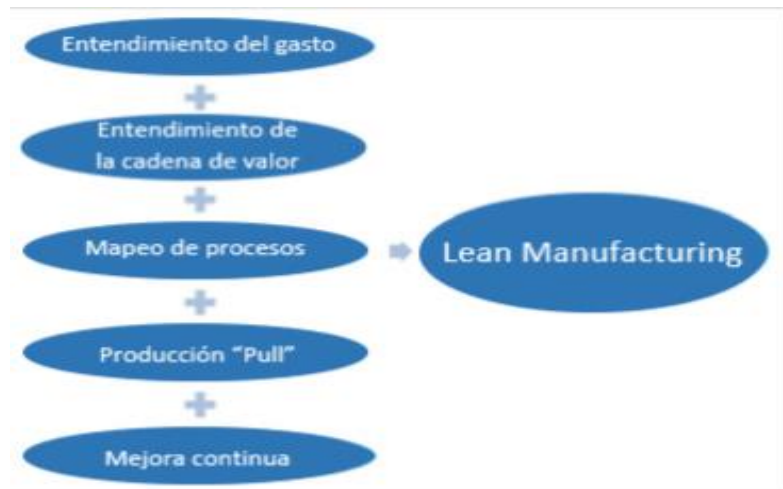 Entendimiento del gasto
Entendimiento de
la cadena de valor
Mapeo de procesos
Lean Manufacturing
Producción “Pull”
Mejora continua